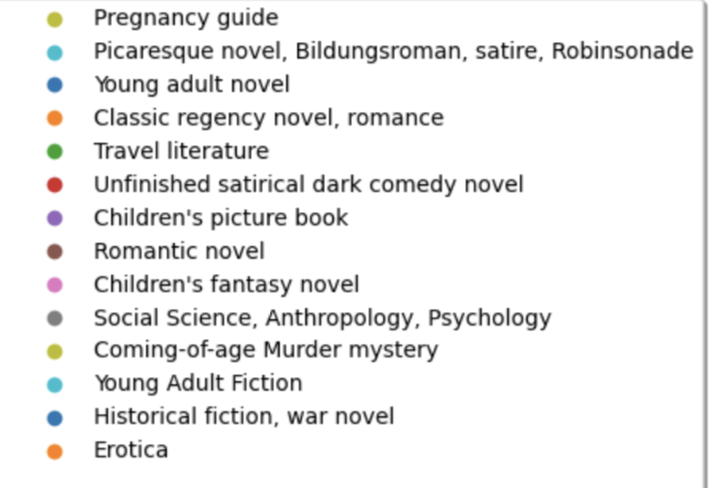 Pregnancy guide
Picaresque novel, Bildungsroman, satire, Robinsonade
Young adult novel
Classic regency novel, romance
Travel literature
Unfinished satirical dark comedy novel
Children's picture book
Romantic novel
Children's fantasy novel
Social Science, Anthropology, Psychology
Coming-of-age Murder mystery
Young Adult Fiction
Historical fiction, war novel
Erotica